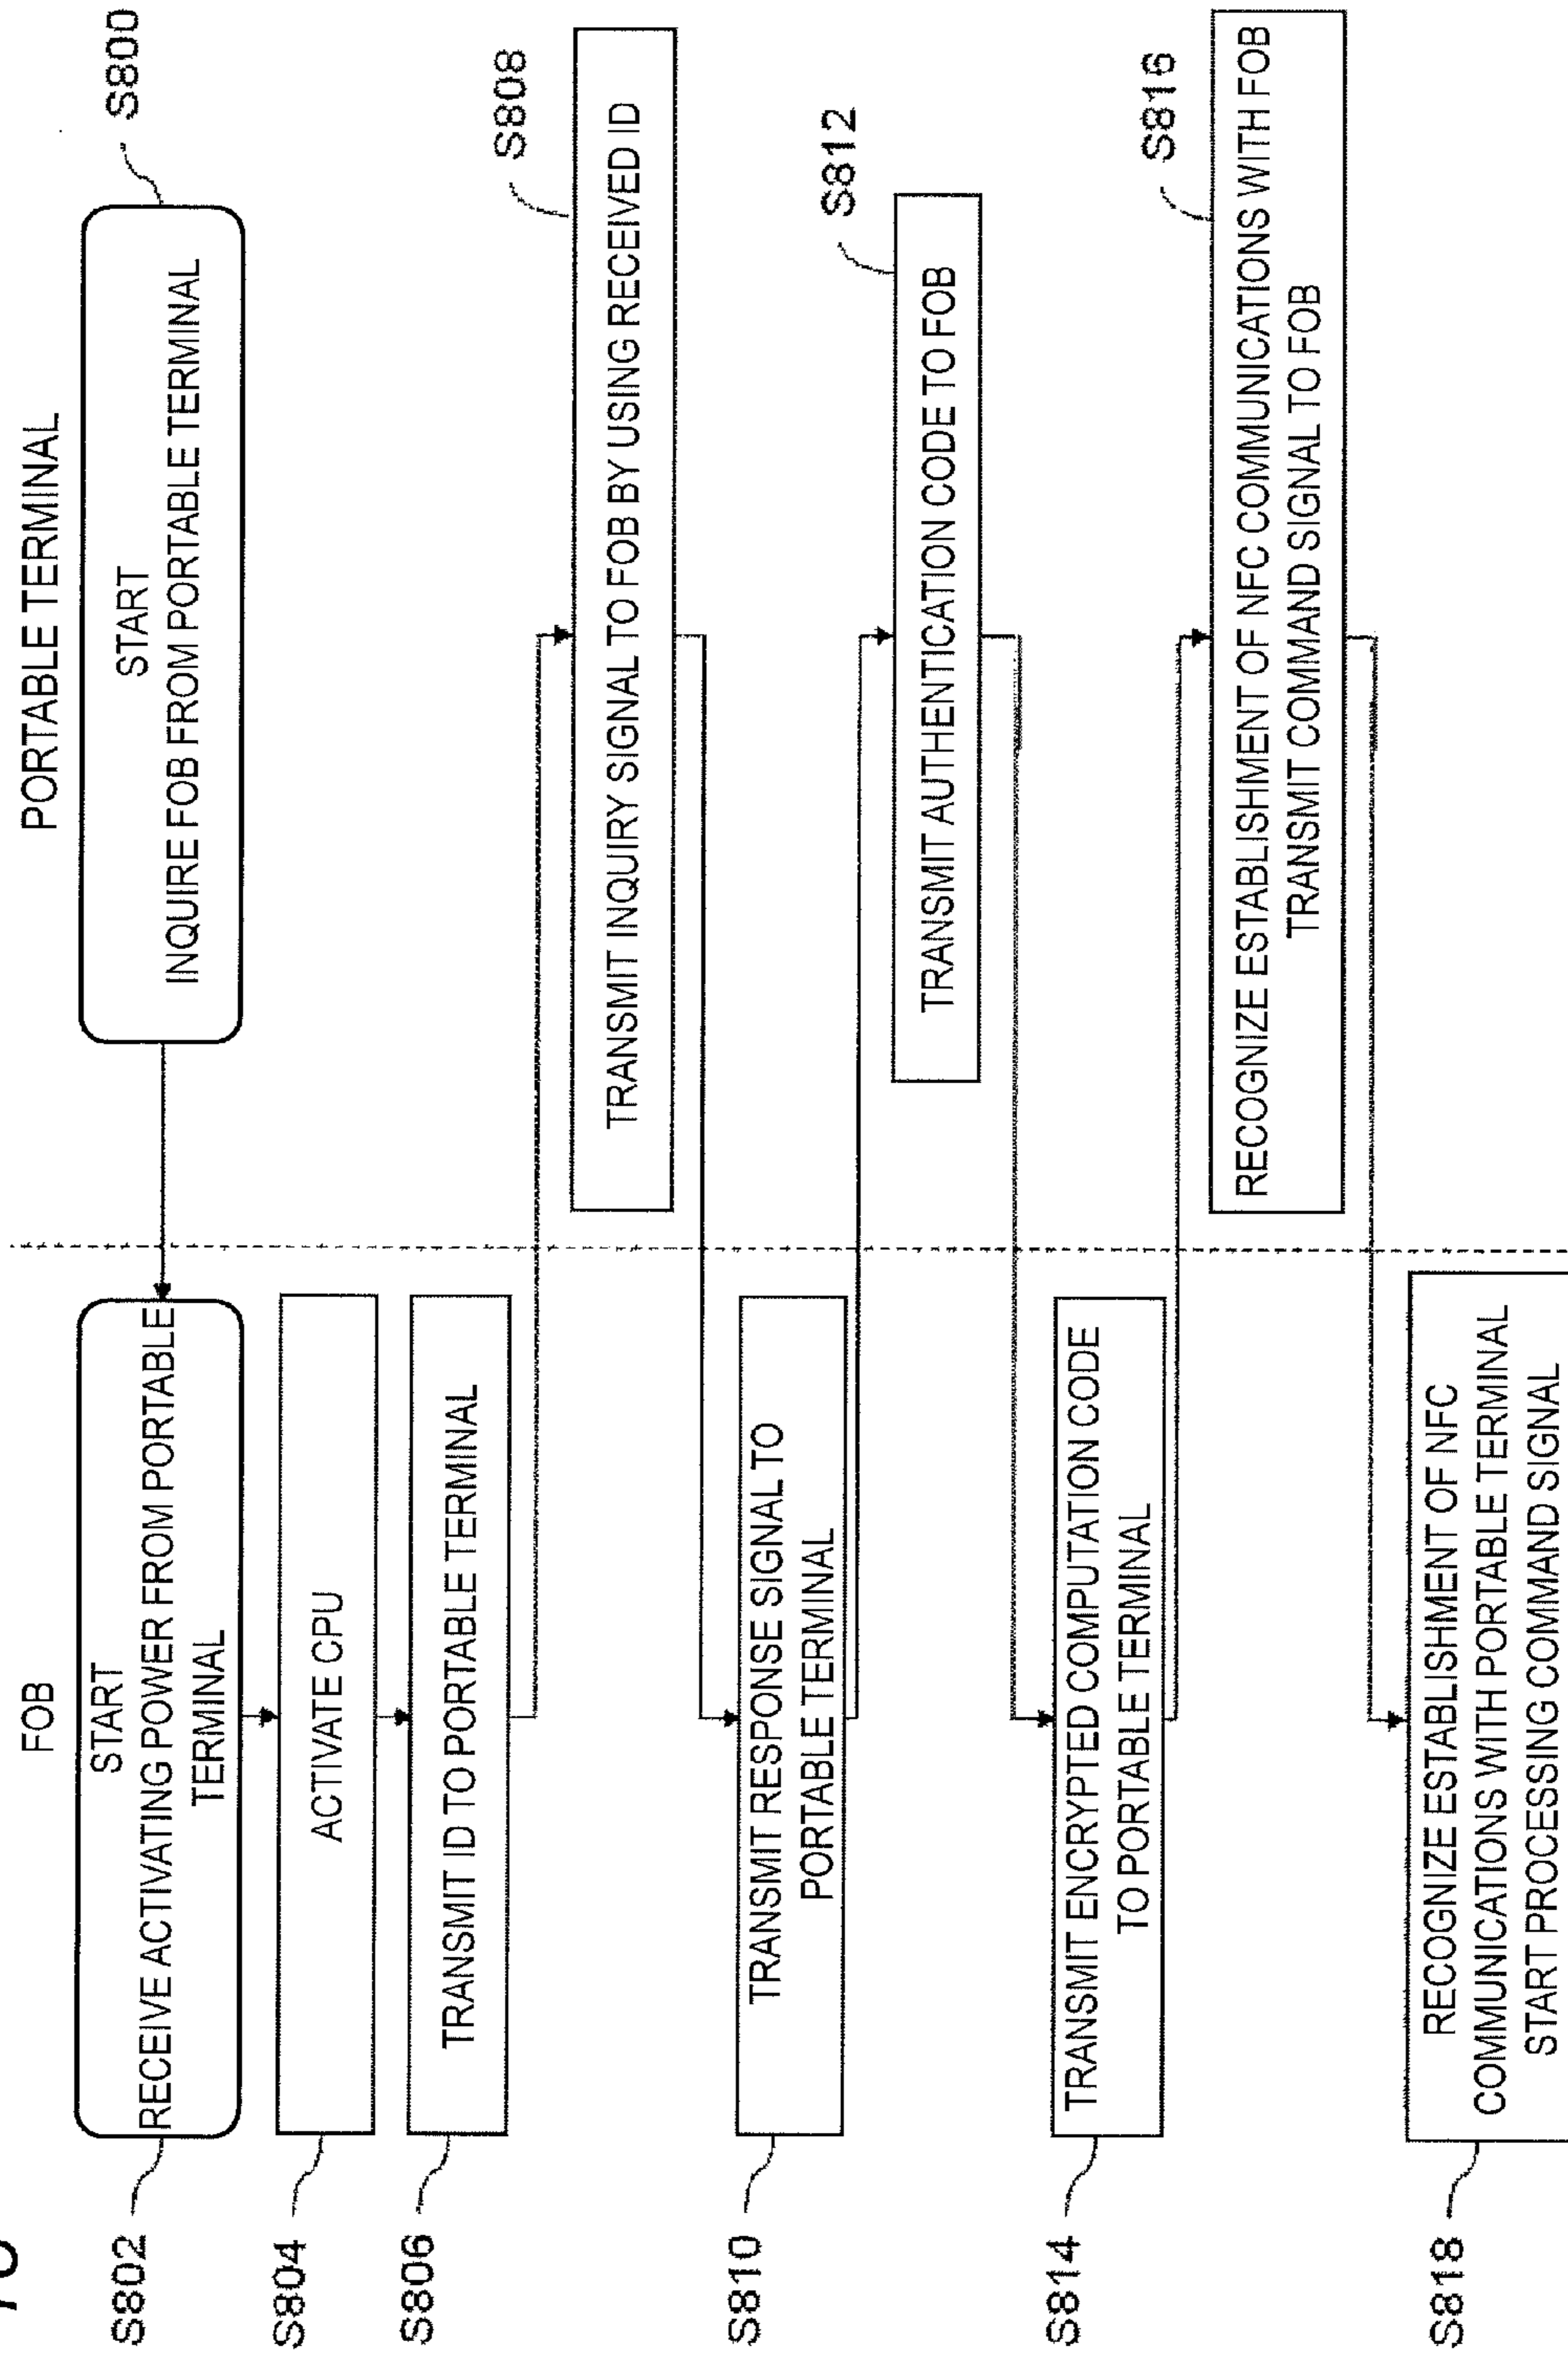 FOB
PORTABLE TERMINAL
S800
START
INQUIRE FOB FROM PORTABLE TERMINAL
S802
START
RECEIVE ACTIVATING POWER FROM PORTABLE
TERMINAL
S804
ACTIVATE CPU
S806
TRANSMIT ID TO PORTABLE TERMINAL
S808
TRANSMIT INQUIRY SIGNAL TO FOB BY USING RECEIVED ID
S810
TRANSMIT RESPONSE SIGNAL TO
PORTABLE TERMINAL
S812
TRANSMIT AUTHENTICATION CODE TO FOB
S814
TRANSMIT ENCRYPTED COMPUTATION CODE
TO PORTABLE TERMINAL
S816
RECOGNIZE ESTABLISHMENT OF NFC COMMUNICATIONS WITH FOB
TRANSMIT COMMAND SIGNAL TO FOB
S818
RECOGNIZE ESTABLISHMENT OF NFC
COMMUNICATIONS WITH PORTABLE TERMINAL
START PROCESSING COMMAND SIGNAL